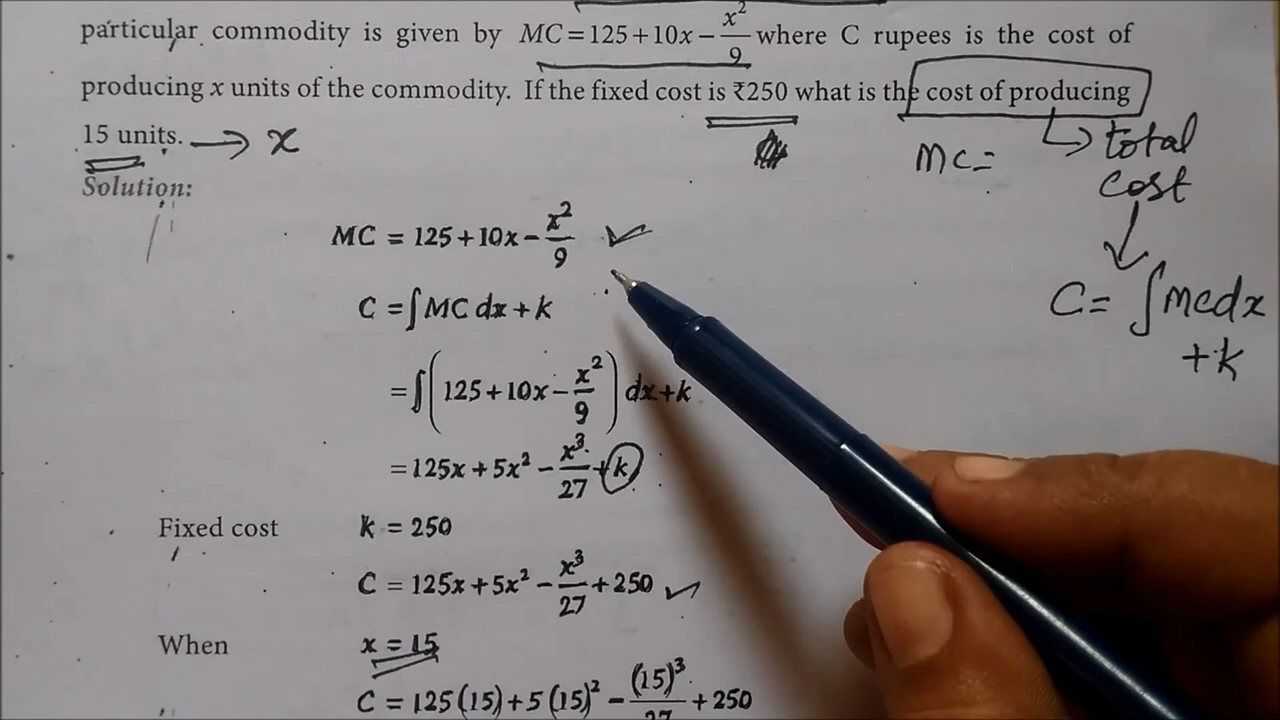 particular commodity is given by MC = 125 + 10x − x²/9 where C rupees is the cost of
producing x units of the commodity. If the fixed cost is ₹250 what is the cost of producing
15 units. → x
MC =
total
cost
Solution:
MC = 125 + 10x − x²/9
C = ∫ MC dx + k
C = ∫ mcdx
+k
= ∫ (125 + 10x − x²/9) dx + k
= 125x + 5x² − x³/27 + k
Fixed cost k = 250
C = 125x + 5x² − x³/27 + 250
When x = 15
C = 125(15) + 5(15)² − (15)³/27 + 250